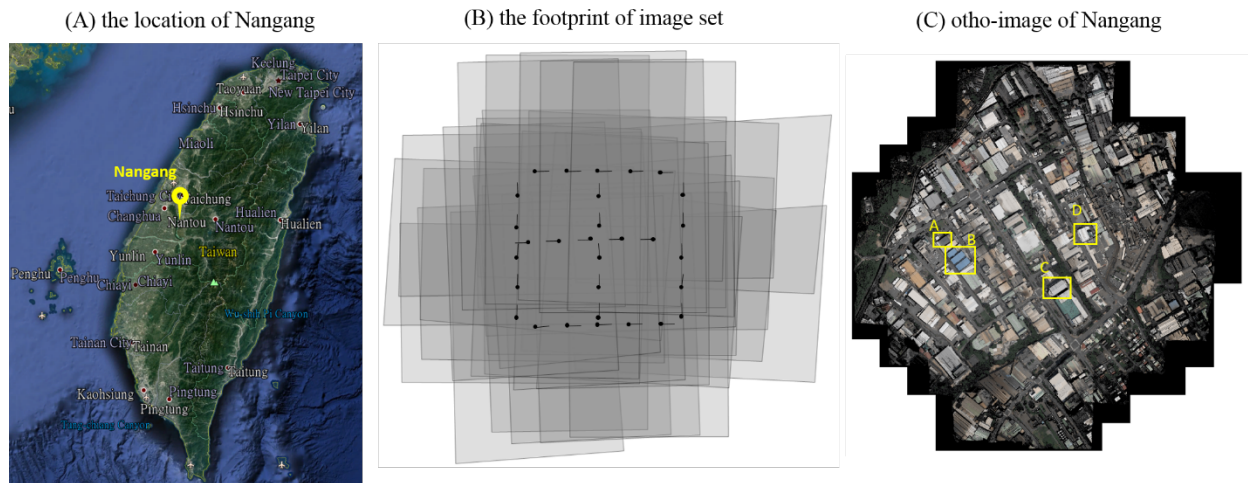 (A) the location of Nangang
(B) the footprint of image set
(C) otho-image of Nangang
Keelung
Taipei City
Taoyuan
New Taipei City
Hsinchu
Hsinchu
Yilan
Yilan
Miaoli
Nangang
Taichung
Taichung
Changhua
Nantou
Nantou
Hualien
Hualien
Taiwan
Yunlin
Yunlin
Penghu
Penghu
Chiayi
Chiayi
Tainan City
Tainan
Taitung
Taitung
Kaohsiung
Pingtung
Pingtung
A
B
C
D